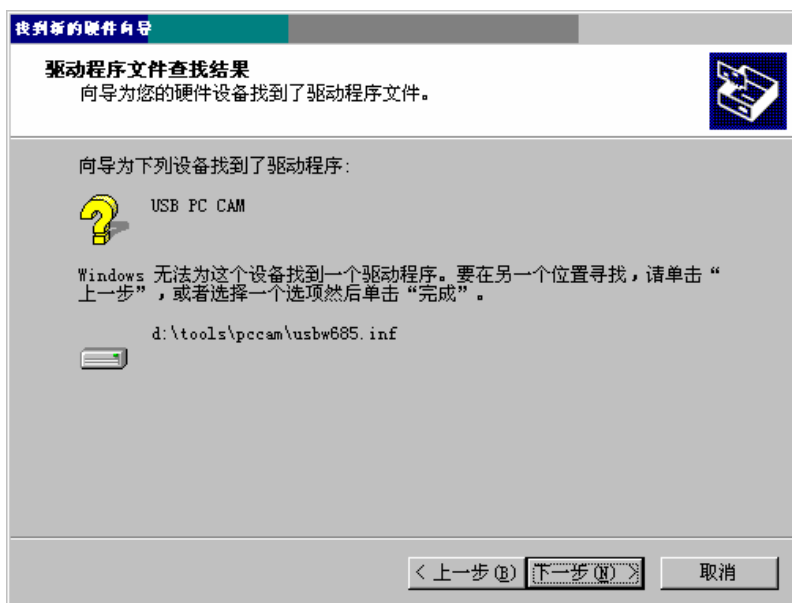 找到新的硬件向导
驱动程序文件查找结果
向导为您的硬件设备找到了驱动程序文件。
向导为下列设备找到了驱动程序:
USB PC CAM
Windows 无法为这个设备找到一个驱动程序。要在另一个位置寻找，请单击“
上一步”，或者选择一个选项然后单击“完成”。
d:\tools\pccam\usbw685.inf
< 上一步(B)
下一步(N) >
取消